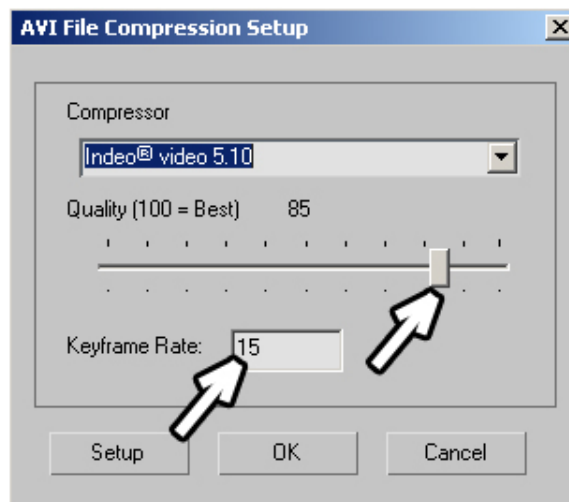 AVI File Compression Setup
Compressor
Indeo® video 5.10
Quality (100 = Best) 85
Keyframe Rate: 15
Setup OK Cancel